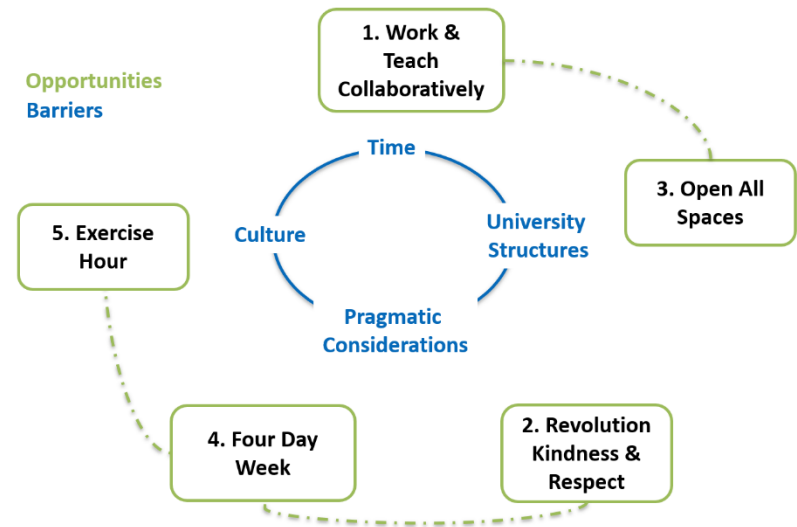 1. Work &
Teach
Collaboratively
Opportunities
Barriers
Time
3. Open All
Spaces
5. Exercise
Hour
Culture
University
Structures
Pragmatic
Considerations
4. Four Day
Week
2. Revolution
Kindness &
Respect